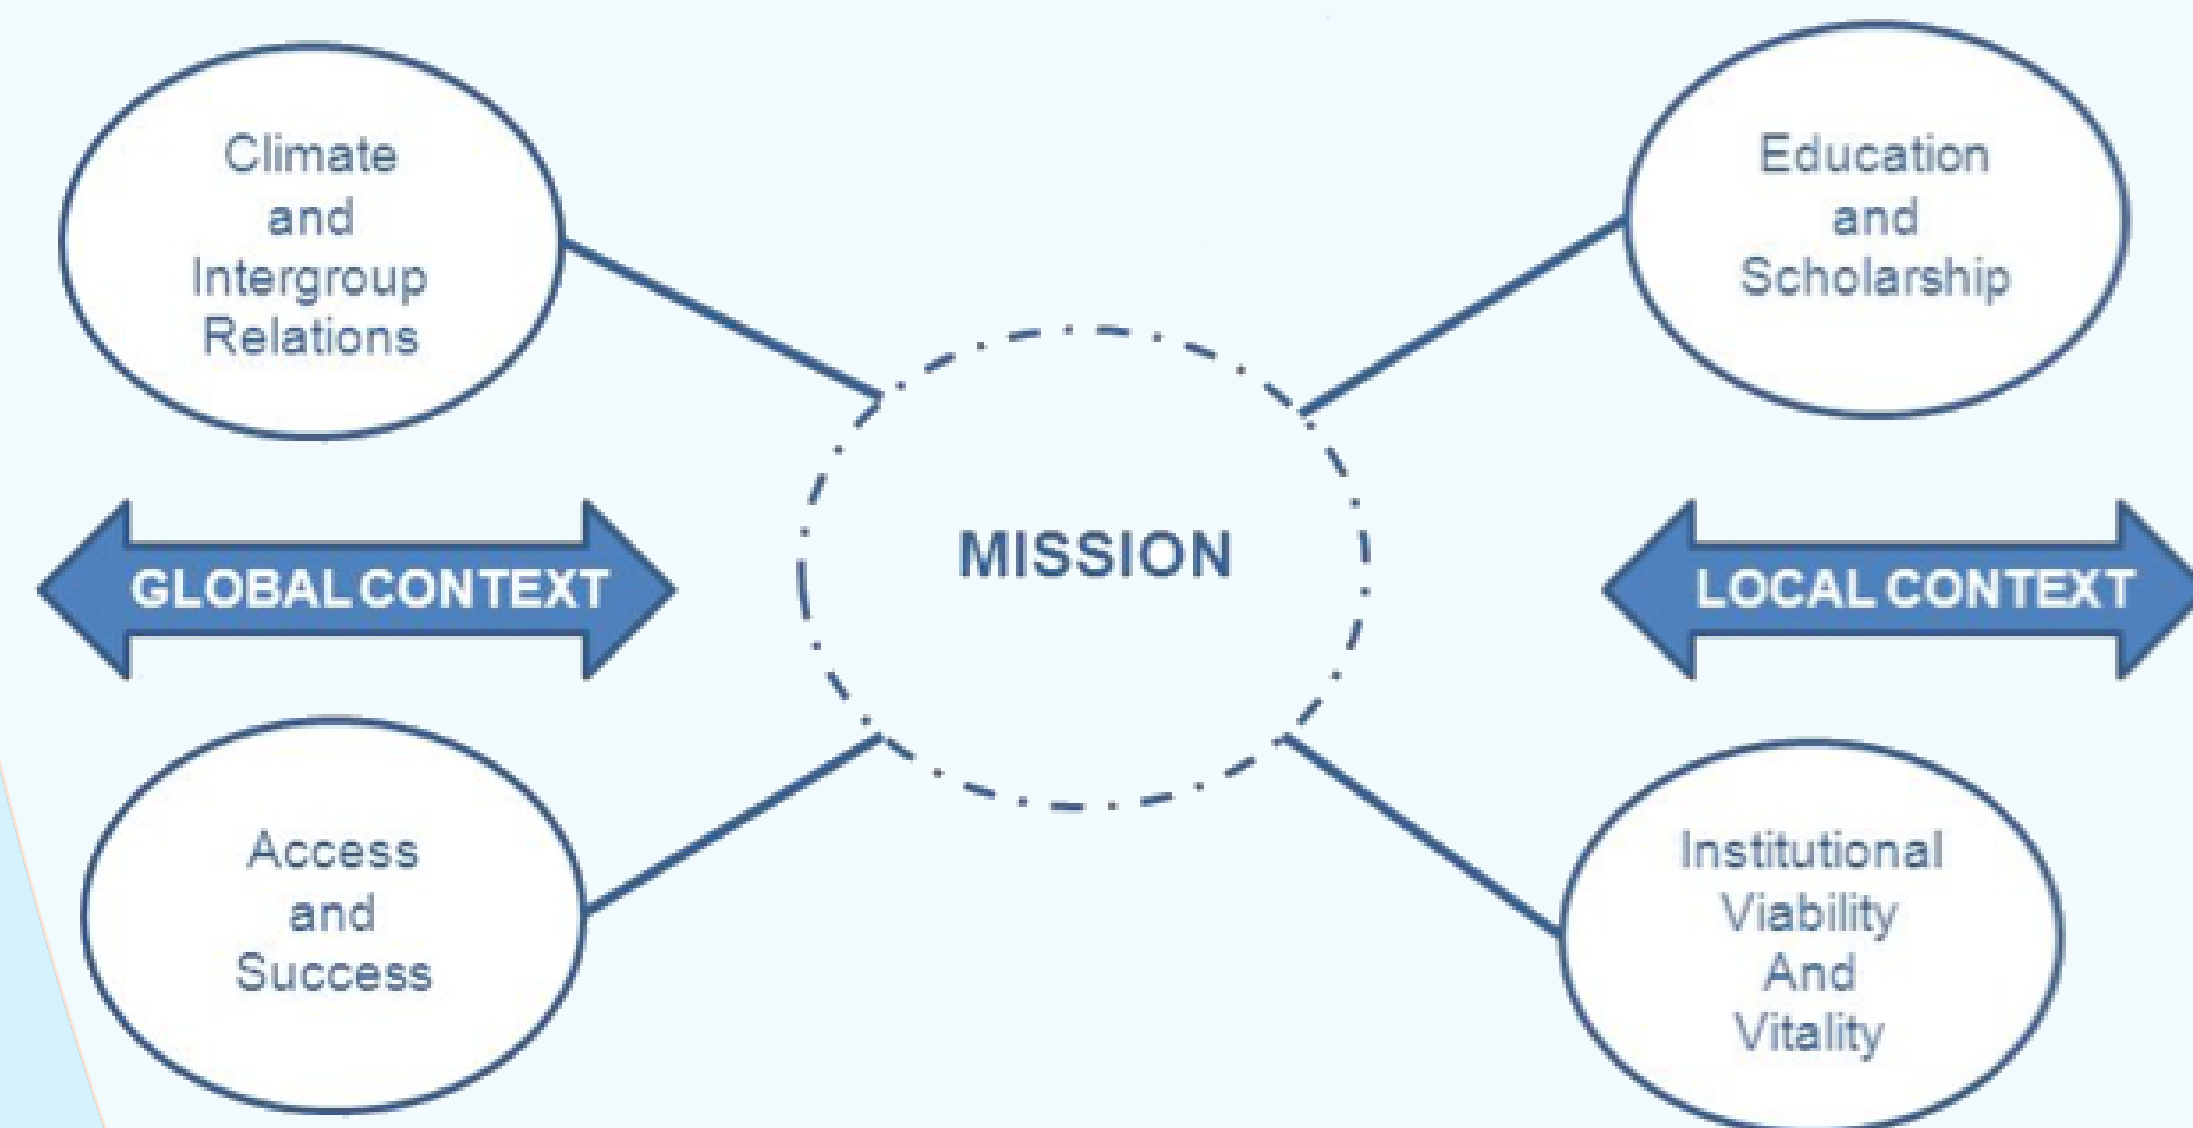 Climate
and
Intergroup
Relations
Education
and
Scholarship
MISSION
GLOBAL CONTEXT
LOCAL CONTEXT
Access
and
Success
Institutional
Viability
And
Vitality